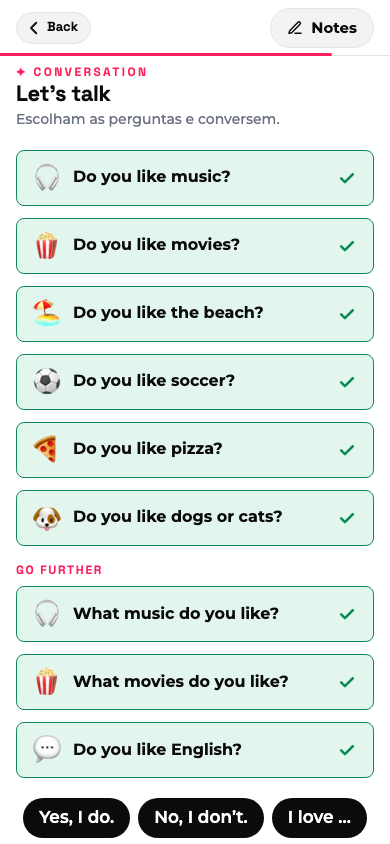 Back
Notes
CONVERSATION
Let's talk
Escolham as perguntas e conversem.
Do you like music?
Do you like movies?
Do you like the beach?
Do you like soccer?
Do you like pizza?
Do you like dogs or cats?
GO FURTHER
What music do you like?
What movies do you like?
Do you like English?
Yes, I do.
No, I don't.
I love ...